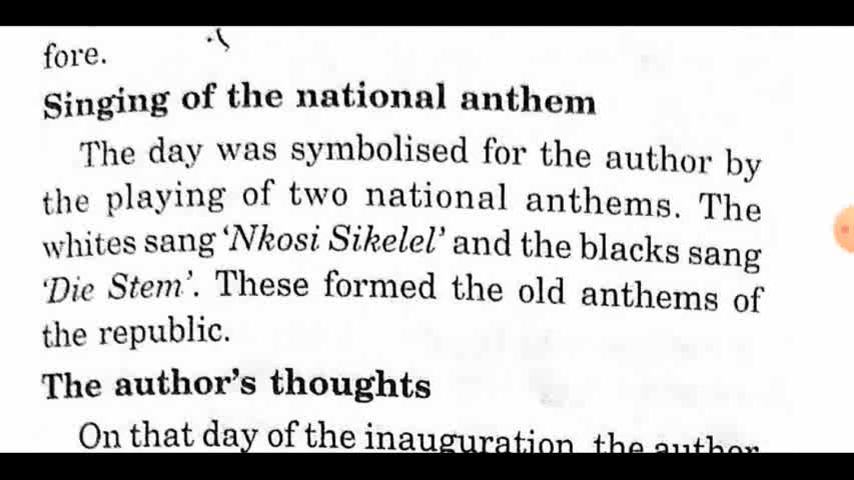 fore.
Singing of the national anthem
The day was symbolised for the author by
the playing of two national anthems. The
whites sang ‘Nkosi Sikelel’ and the blacks sang
‘Die Stem’. These formed the old anthems of
the republic.
The author’s thoughts
On that day of the inauguration, the author